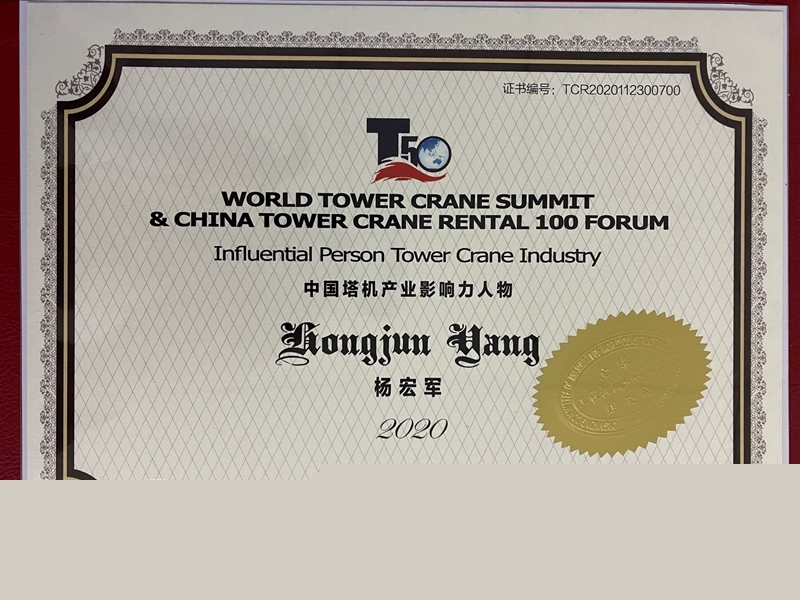 证书编号：TCR2020112300700
T50
WORLD TOWER CRANE SUMMIT
& CHINA TOWER CRANE RENTAL 100 FORUM
Influential Person Tower Crane Industry
中国塔机产业影响力人物
Hongjun Yang
杨宏军
2020